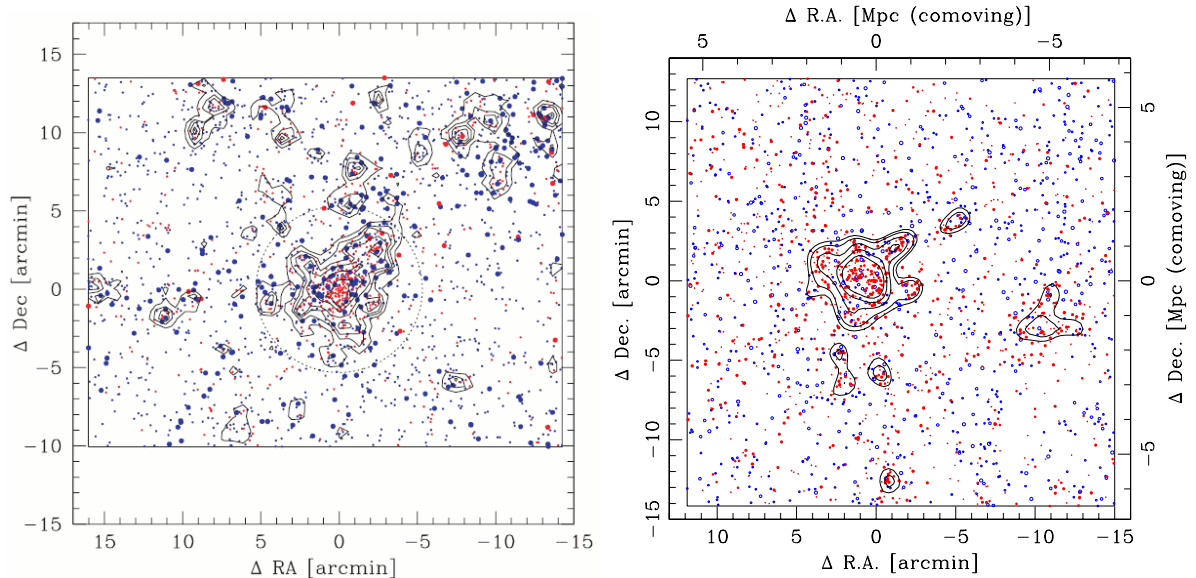 15
10
5
0
−5
−10
−15
15 10 5 0 −5 −10 −15
Δ RA [arcmin]
Δ Dec [arcmin]
Δ R.A. [Mpc (comoving)]
5 0 −5
10
5
0
−5
−10
−15
Δ Dec. [arcmin]
5
0
−5
Δ Dec. [Mpc (comoving)]
10 5 0 −5 −10 −15
Δ R.A. [arcmin]